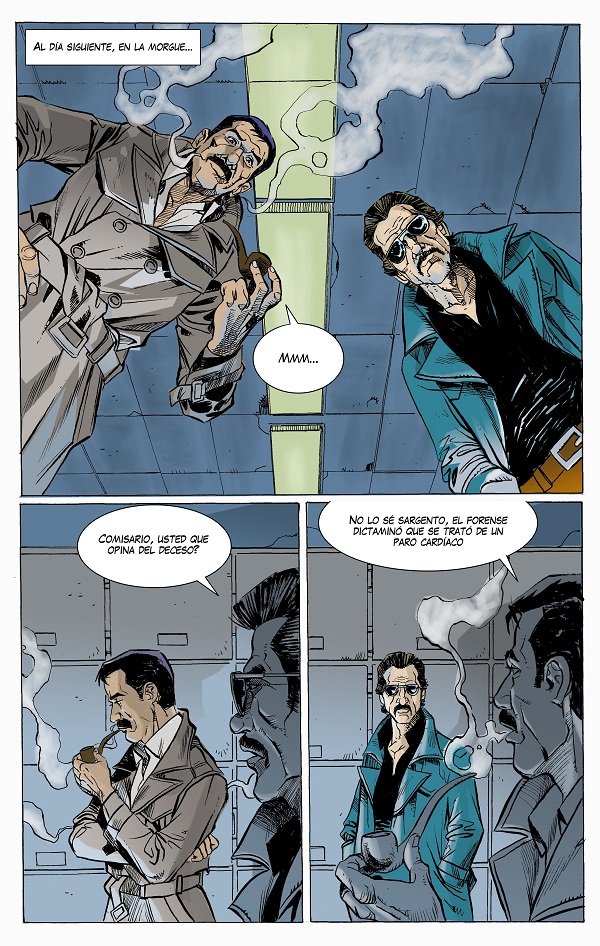 Al día siguiente, en la morgue...
Mmm...
Comisario, usted que
opina del deceso?
No lo sé sargento, el forense
dictaminó que se trató de un
paro cardíaco